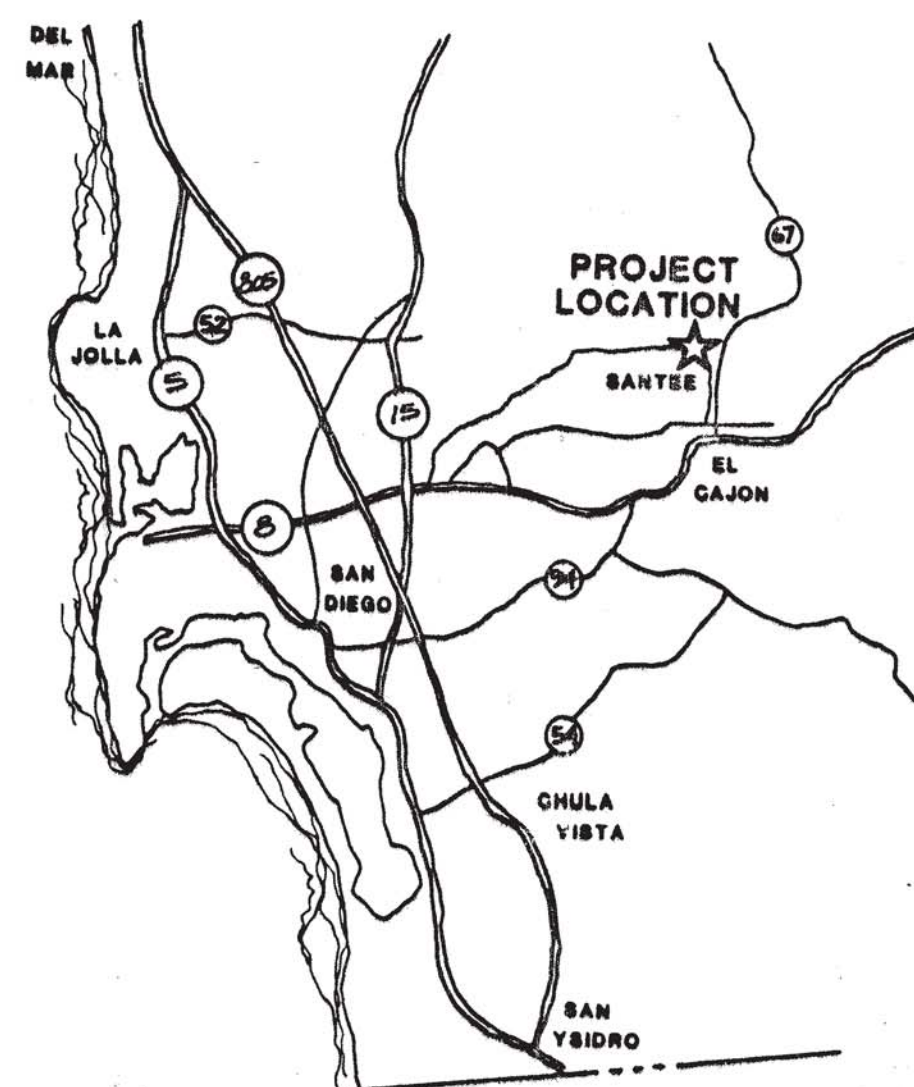 DEL
MAR
67
PROJECT
LOCATION
805
52
LA
JOLLA
SANTEE
5
15
EL
CAJON
8
SAN
DIEGO
94
54
CHULA
VISTA
SAN
YSIDRO